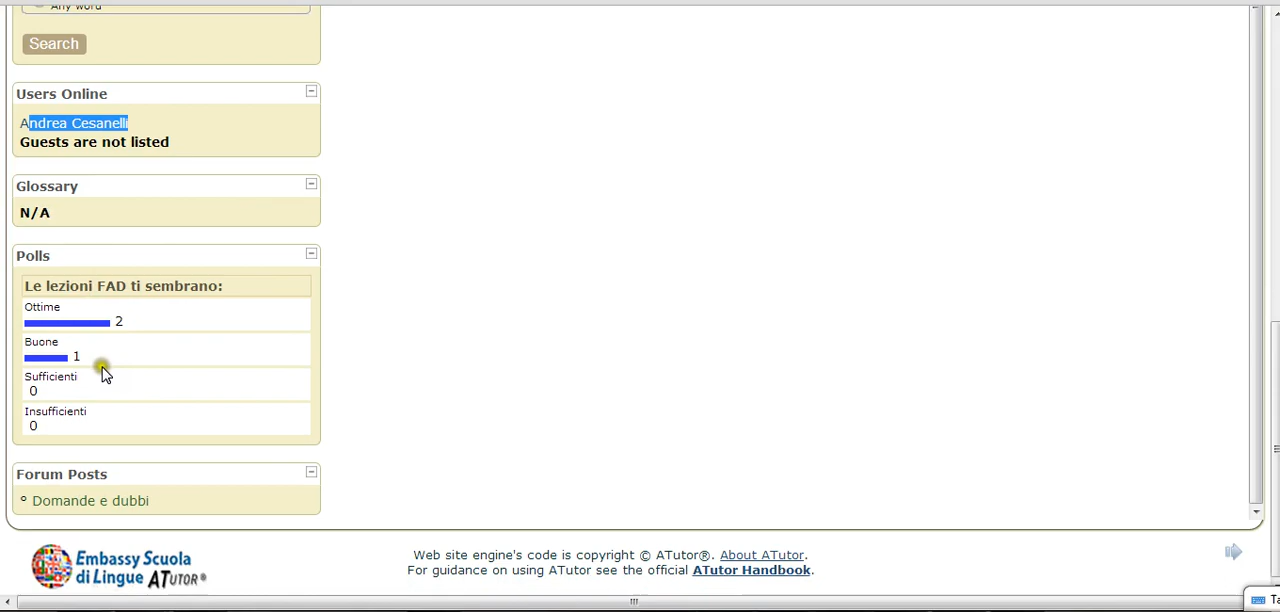 Any word
Search
Users Online
Andrea Cesanelli
Guests are not listed
Glossary
N/A
Polls
Le lezioni FAD ti sembrano:
Ottime
2
Buone
1
Sufficienti
0
Insufficienti
0
Forum Posts
Domande e dubbi
Embassy Scuola
di Lingue ATUTOR®
Web site engine's code is copyright © ATutor®. About ATutor.
For guidance on using ATutor see the official ATutor Handbook.